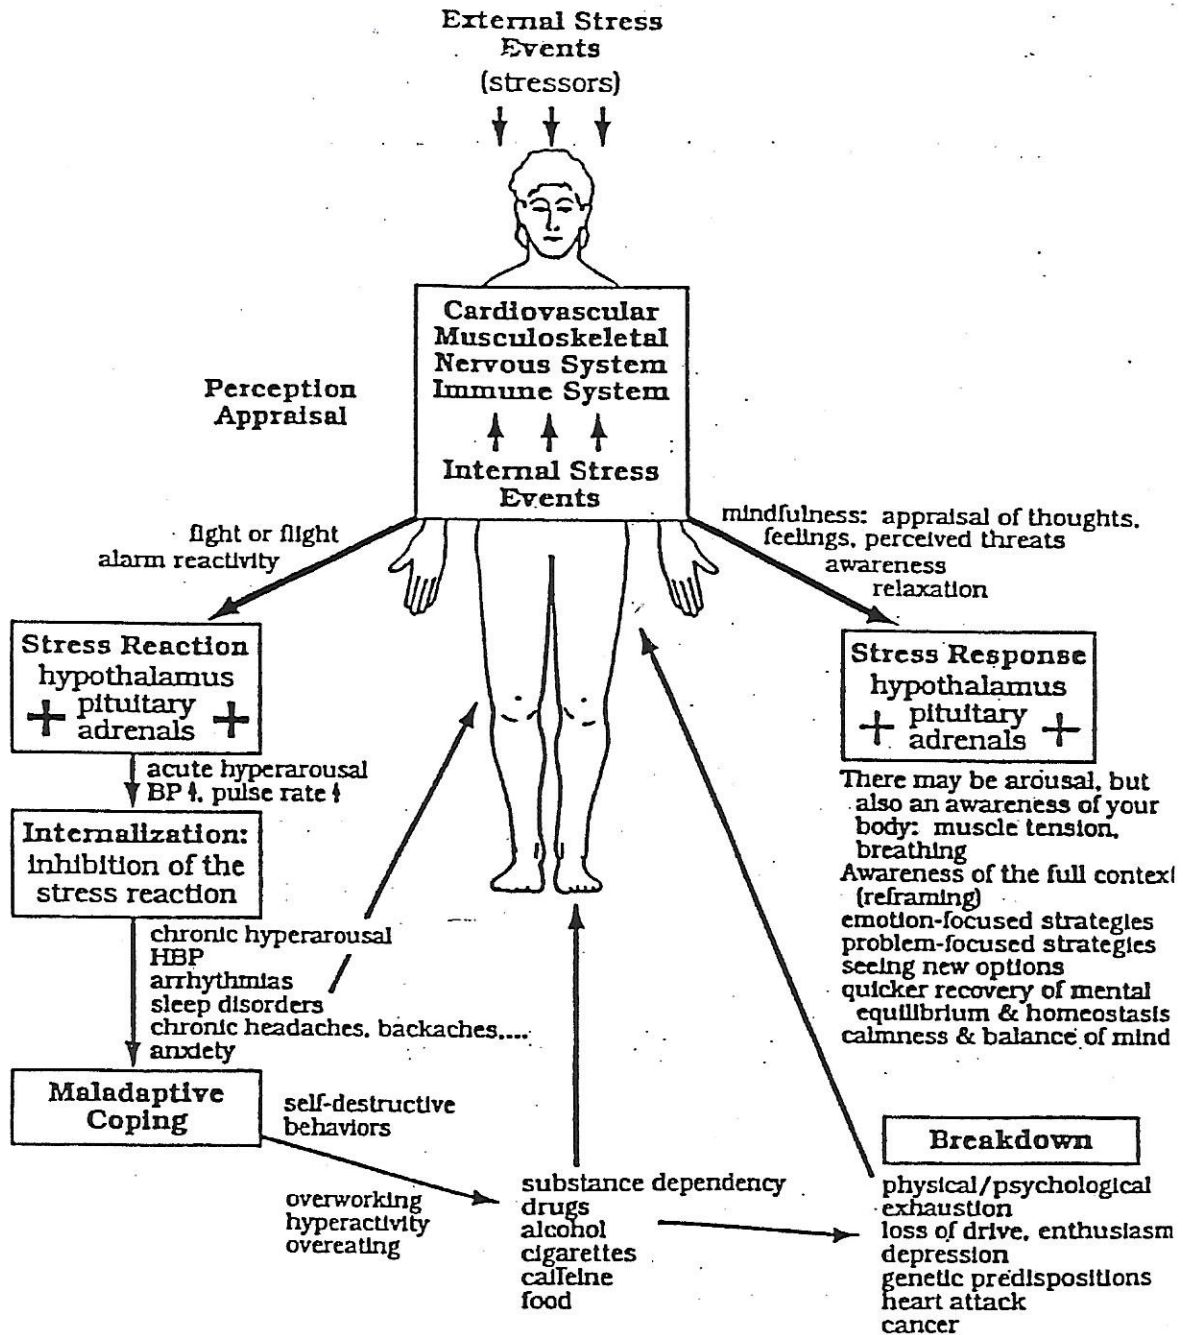 External Stress
Events
(stressors)
Cardiovascular
Musculoskeletal
Nervous System
Immune System
Perception
Appraisal
Internal Stress
Events
fight or flight
alarm reactivity
mindfulness: appraisal of thoughts,
feelings, perceived threats
awareness
relaxation
Stress Reaction
hypothalamus
+ pituitary +
adrenals
acute hyperarousal
BP↑, pulse rate↑
Internalization:
inhibition of the
stress reaction
chronic hyperarousal
HBP
arrhythmias
sleep disorders
chronic headaches, backaches,...
anxiety
Maladaptive
Coping
self-destructive
behaviors
overworking
hyperactivity
overeating
substance dependency
drugs
alcohol
cigarettes
caffeine
food
Stress Response
hypothalamus
+ pituitary +
adrenals
There may be arousal, but
also an awareness of your
body: muscle tension,
breathing
Awareness of the full context
(reframing)
emotion-focused strategies
problem-focused strategies
seeing new options
quicker recovery of mental
equilibrium & homeostasis
calmness & balance of mind
Breakdown
physical/psychological
exhaustion
loss of drive, enthusiasm
depression
genetic predispositions
heart attack
cancer